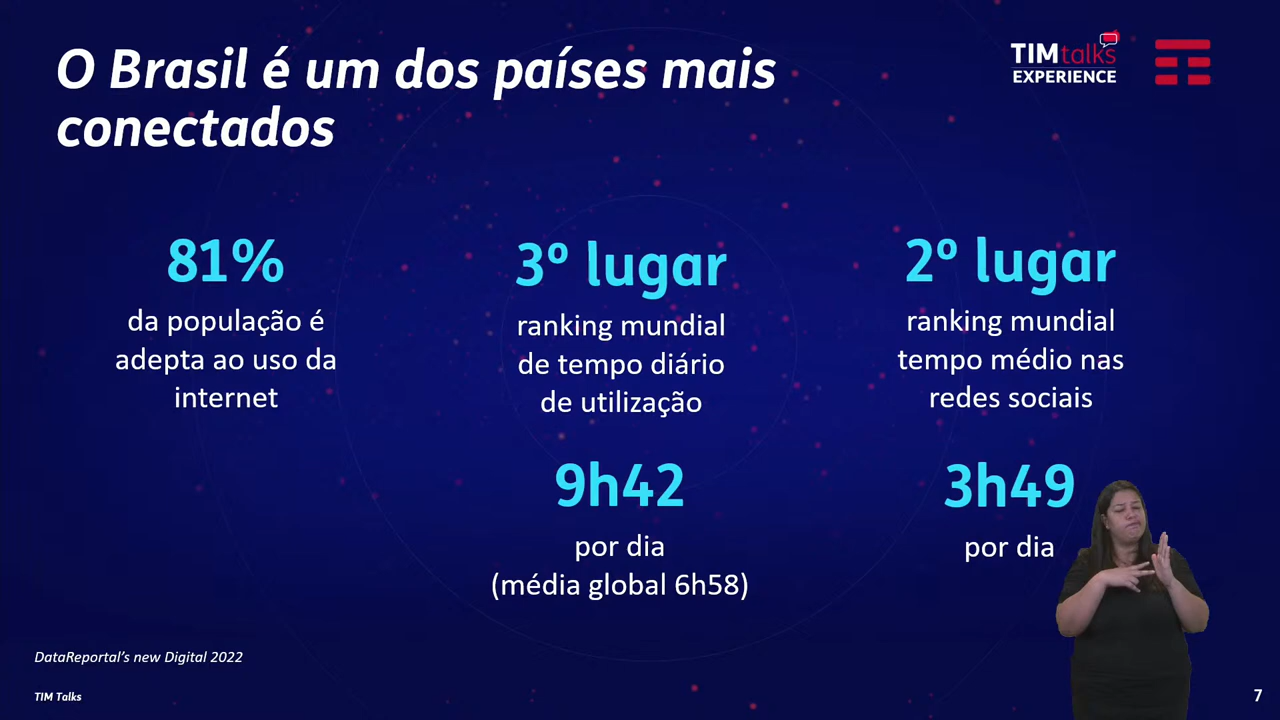 O Brasil é um dos países mais
conectados
TIMtalks
EXPERIENCE
81%
da população é
adepta ao uso da
internet
3º lugar
ranking mundial
de tempo diário
de utilização
9h42
por dia
(média global 6h58)
2º lugar
ranking mundial
tempo médio nas
redes sociais
3h49
por dia
DataReportal's new Digital 2022
TIM Talks
7